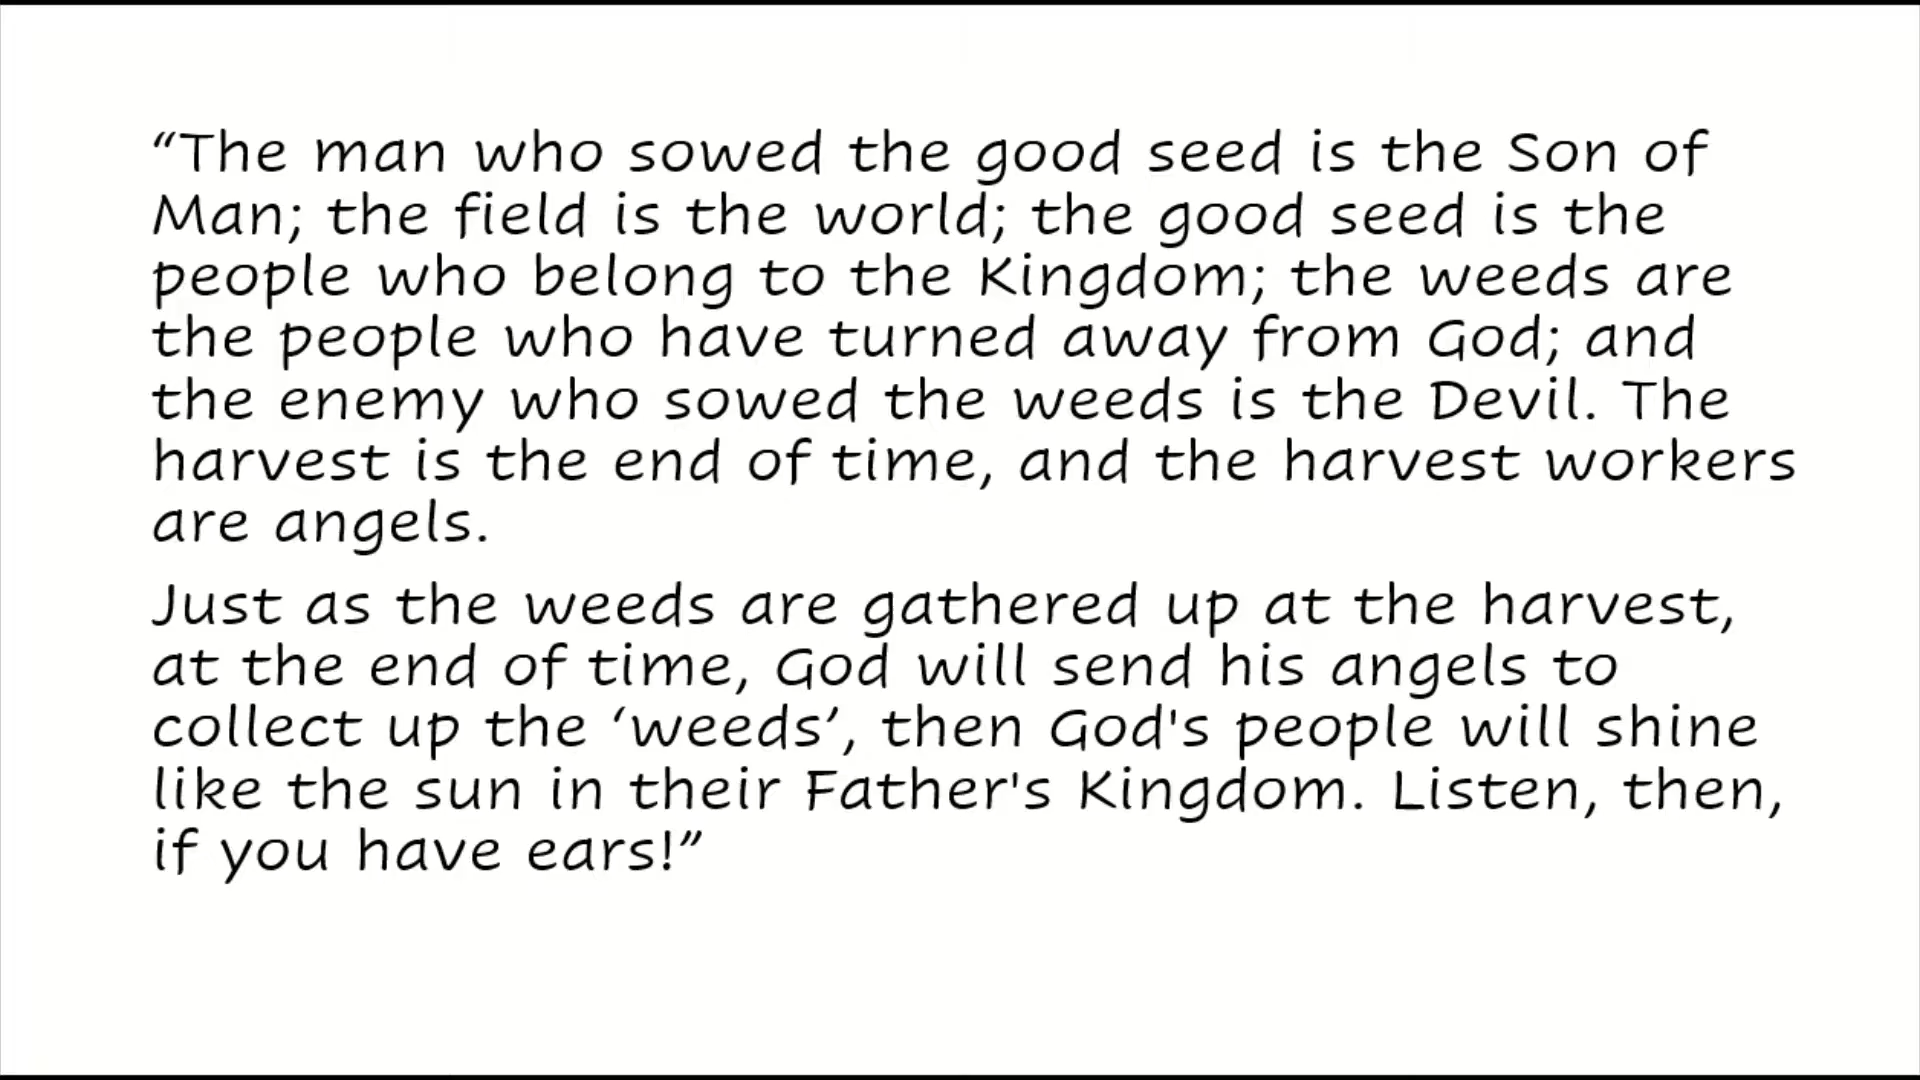 “The man who sowed the good seed is the Son of
Man; the field is the world; the good seed is the
people who belong to the Kingdom; the weeds are
the people who have turned away from God; and
the enemy who sowed the weeds is the Devil. The
harvest is the end of time, and the harvest workers
are angels.
Just as the weeds are gathered up at the harvest,
at the end of time, God will send his angels to
collect up the ‘weeds’, then God's people will shine
like the sun in their Father's Kingdom. Listen, then,
if you have ears!”